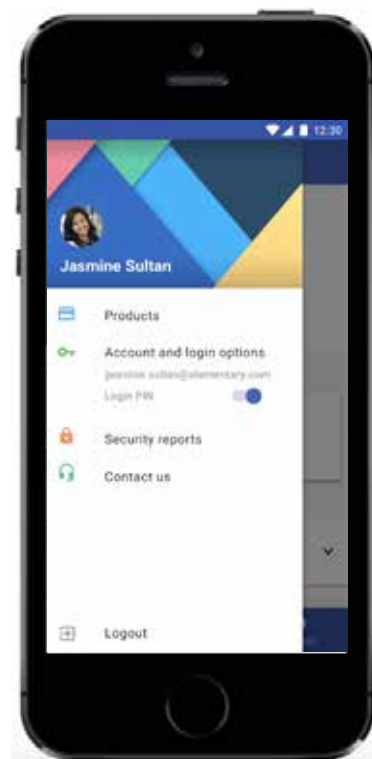 12:30
Jasmine Sultan
Products
Account and login options
jasmine.sultan@elementary.com
Login PIN
Security reports
Contact us
Logout